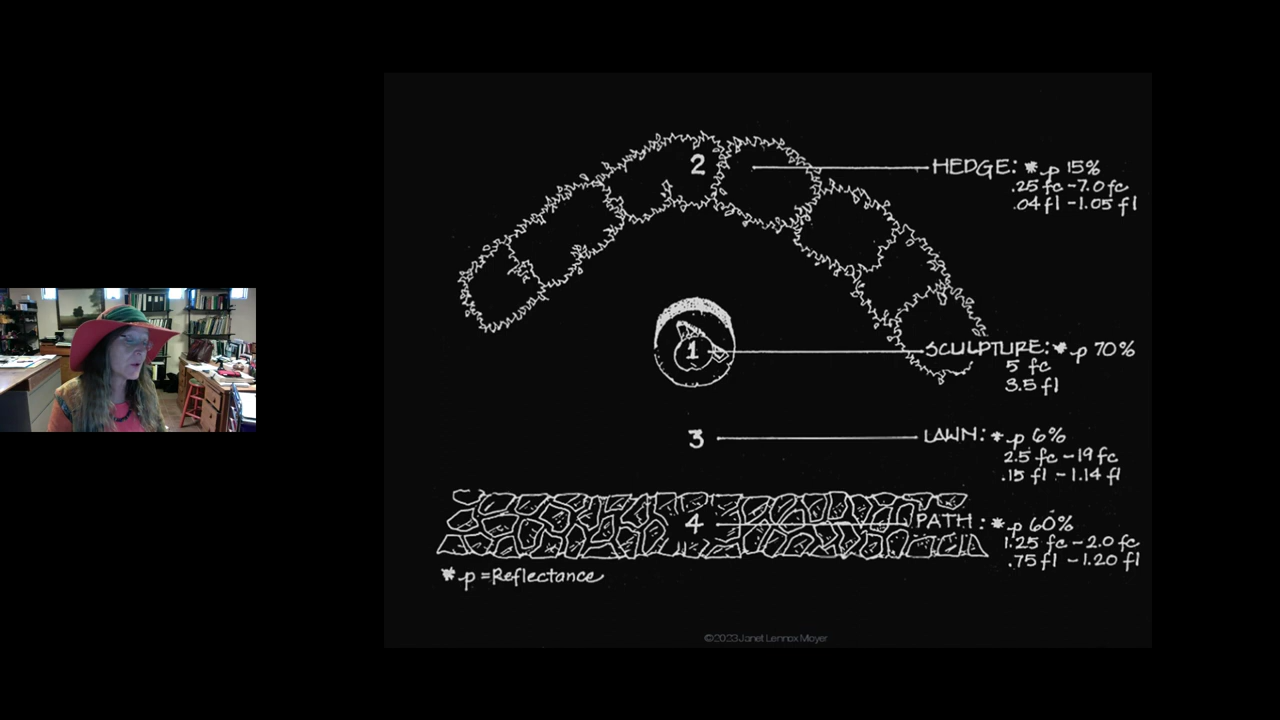 2
HEDGE: * p 15%
.25 fc - 7.0 fc
.04 fl - 1.05 fl
1
SCULPTURE: * p 70%
5 fc
3.5 fl
3
LAWN: * p 6%
2.5 fc - 19 fc
.15 fl - 1.14 fl
4
PATH: * p 60%
1.25 fc - 2.0 fc
.75 fl - 1.20 fl
* p = Reflectance
©2023 Janet Lennox Moyer